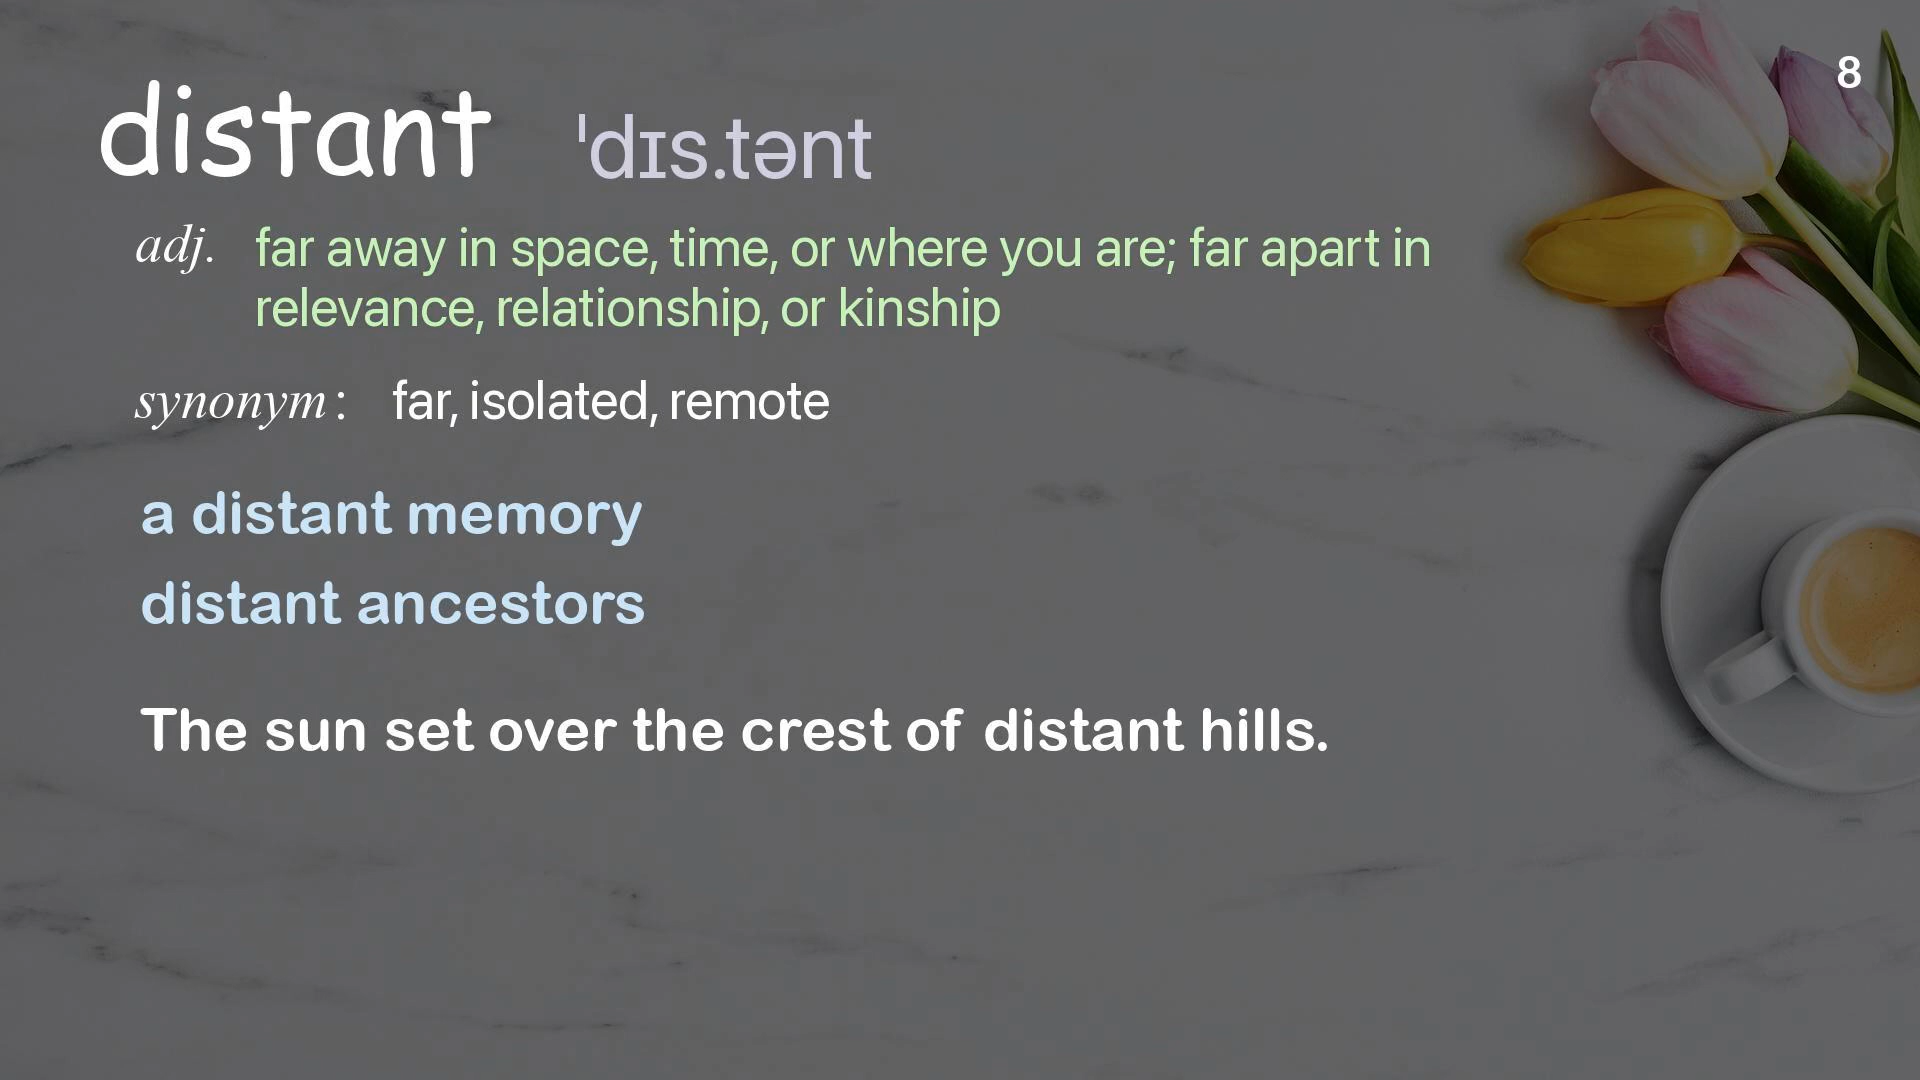 8
distant ˈdɪs.tənt
adj. far away in space, time, or where you are; far apart in
relevance, relationship, or kinship
synonym: far, isolated, remote
a distant memory
distant ancestors
The sun set over the crest of distant hills.